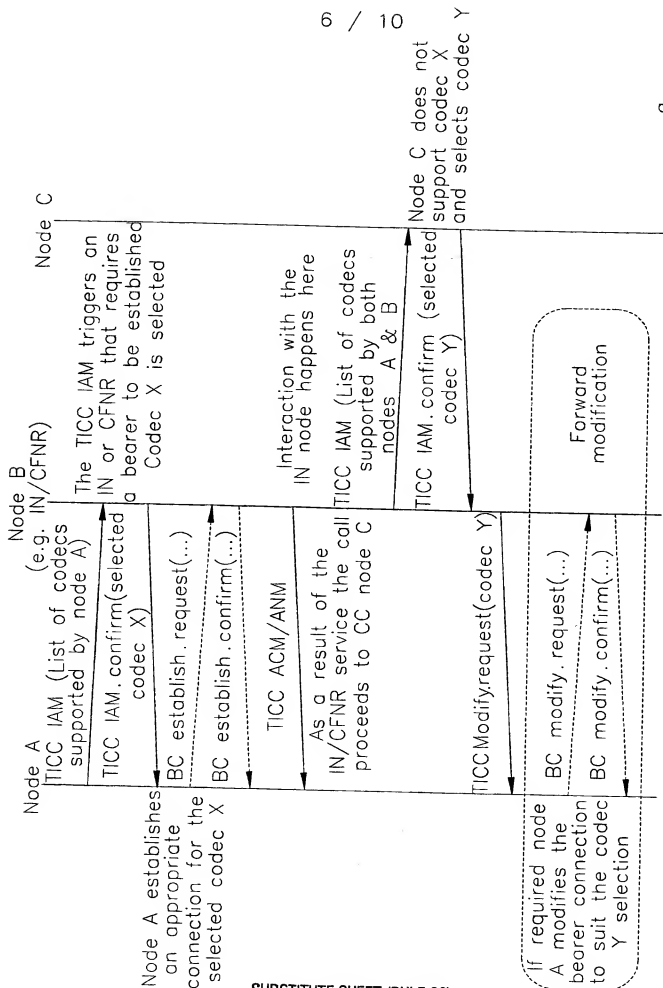 6 / 10
Node A
Node B
(e.g. IN/CFNR)
Node C
TICC IAM (List of codecs
supported by node A)
The TICC IAM triggers an
IN or CFNR that requires
a bearer to be established
Codec X is selected
TICC IAM.confirm(selected
codec X)
Node A establishes
an appropriate
connection for the
selected codec X
BC establish.request(...)
BC establish.confirm(...)
TICC ACM/ANM
Interaction with the
IN node happens here
As a result of the
IN/CFNR service the call
proceeds to CC node C
TICC IAM (List of codecs
supported by both
nodes A & B
Node C does not
support codec X
and selects codec Y
TICC IAM.confirm (selected
codec Y)
TICC Modify.request(codec Y)
If required node
A modifies the
bearer connection
to suit the codec
Y selection
BC modify.request(...)
BC modify.confirm(...)
Forward
modification